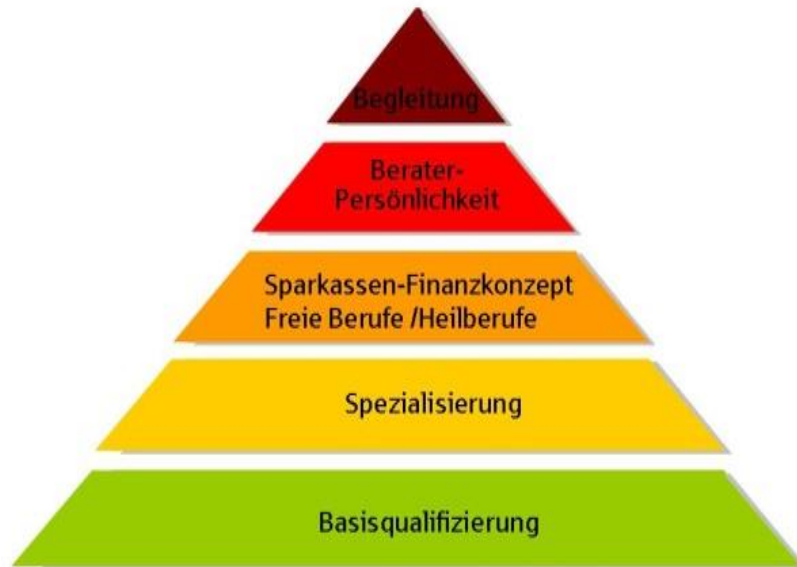 Begleitung
Berater-
Persönlichkeit
Sparkassen-Finanzkonzept
Freie Berufe /Heilberufe
Spezialisierung
Basisqualifizierung